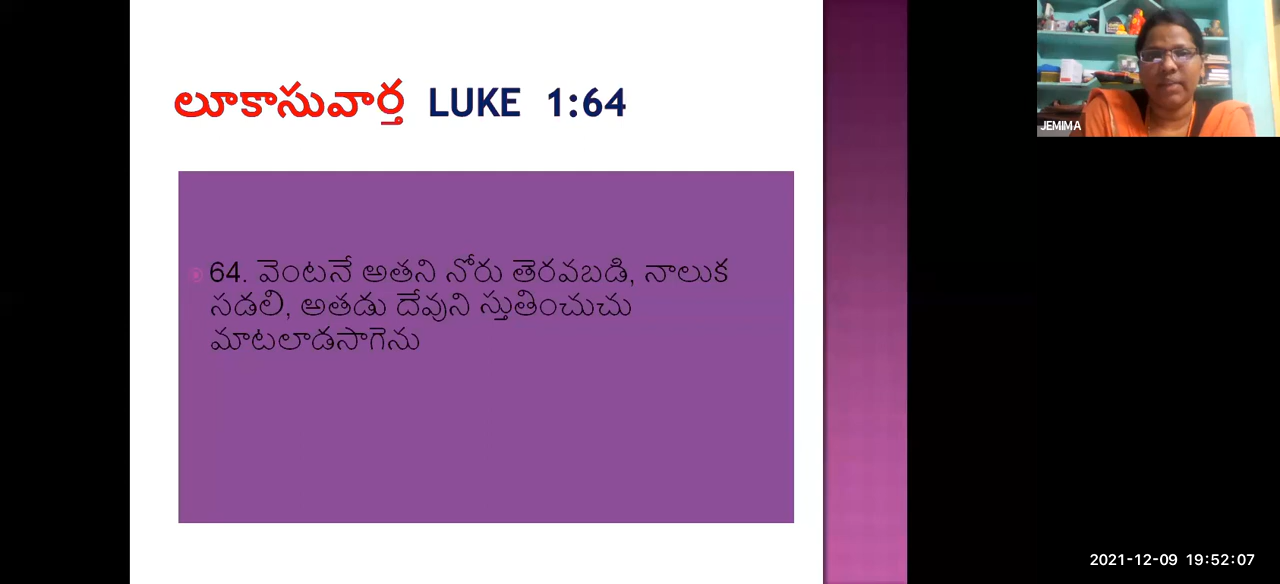 లూకాసువార్త LUKE 1:64
64. వెంటనే అతని నోరు తెరవబడి, నాలుక
సడలి, అతడు దేవుని స్తుతించుచు
మాటలాడసాగెను
JEMIMA
2021-12-09 19:52:07